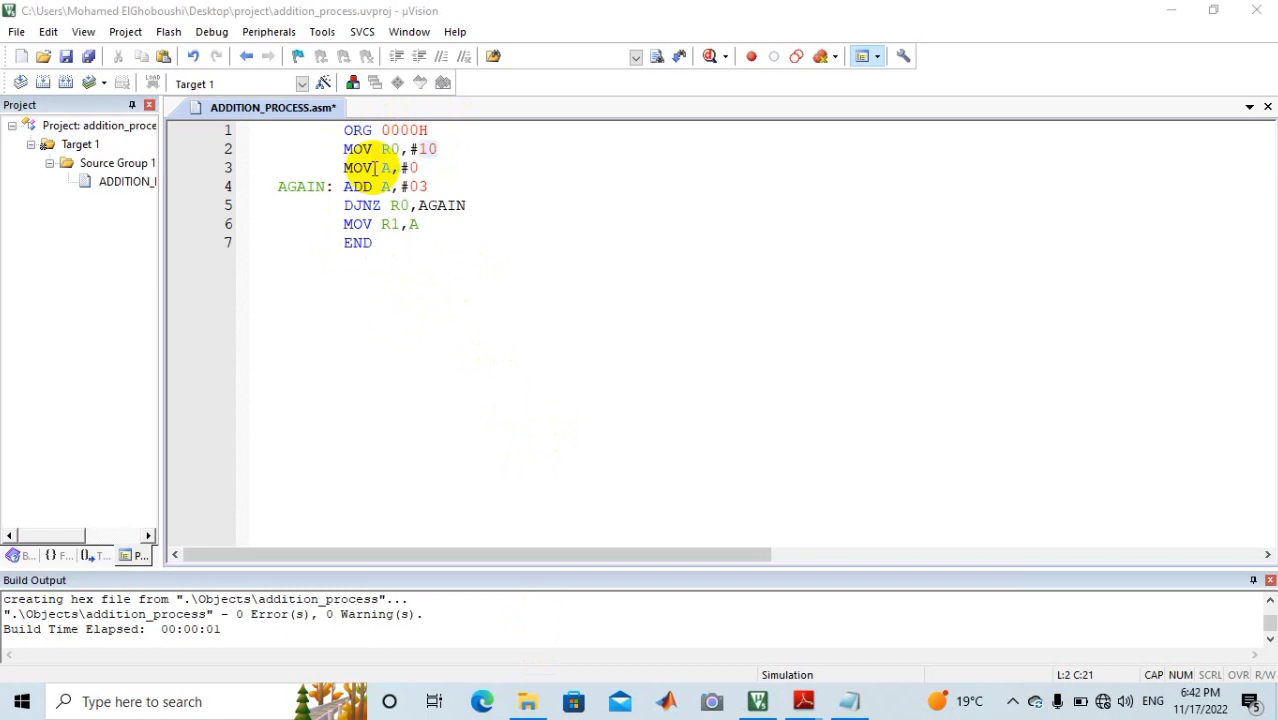 C:\Users\Mohamed ElGhoboushi\Desktop\project\addition_process.uvproj - µVision
File Edit View Project Flash Debug Peripherals Tools SVCS Window Help
LOAD Target 1
Project
ADDITION_PROCESS.asm*
Project: addition_proce
Target 1
Source Group 1
ADDITION_I
1 ORG 0000H
2 MOV R0,#10
3 MOV A,#0
4 AGAIN: ADD A,#03
5 DJNZ R0,AGAIN
6 MOV R1,A
7 END
B... {} F... T... P...
Build Output
creating hex file from ".\Objects\addition_process"...
".\Objects\addition_process" - 0 Error(s), 0 Warning(s).
Build Time Elapsed: 00:00:01
Simulation L:2 C:21 CAP NUM SCRL OVR R/W
Type here to search
19°C
ENG
6:42 PM
11/17/2022
5